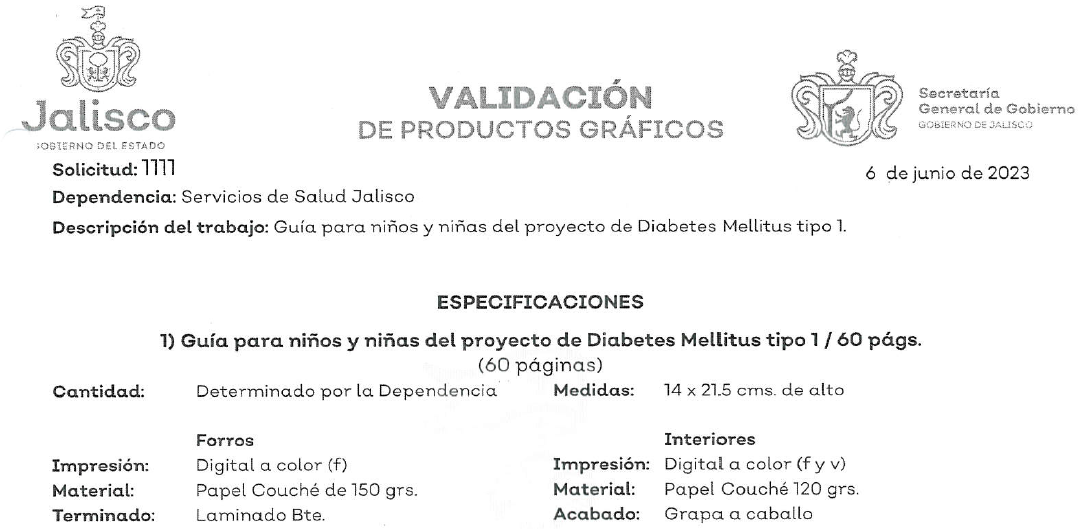 Jalisco
GOBIERNO DEL ESTADO
VALIDACIÓN
DE PRODUCTOS GRÁFICOS
Secretaría
General de Gobierno
GOBIERNO DE JALISCO
Solicitud: 1111
6 de junio de 2023
Dependencia: Servicios de Salud Jalisco
Descripción del trabajo: Guía para niños y niñas del proyecto de Diabetes Mellitus tipo 1.
ESPECIFICACIONES
1) Guía para niños y niñas del proyecto de Diabetes Mellitus tipo 1 / 60 págs.
(60 páginas)
Cantidad: Determinado por la Dependencia Medidas: 14 x 21.5 cms. de alto
Forros Interiores
Impresión: Digital a color (f) Impresión: Digital a color (f y v)
Material: Papel Couché de 150 grs. Material: Papel Couché 120 grs.
Terminado: Laminado Bte. Acabado: Grapa a caballo